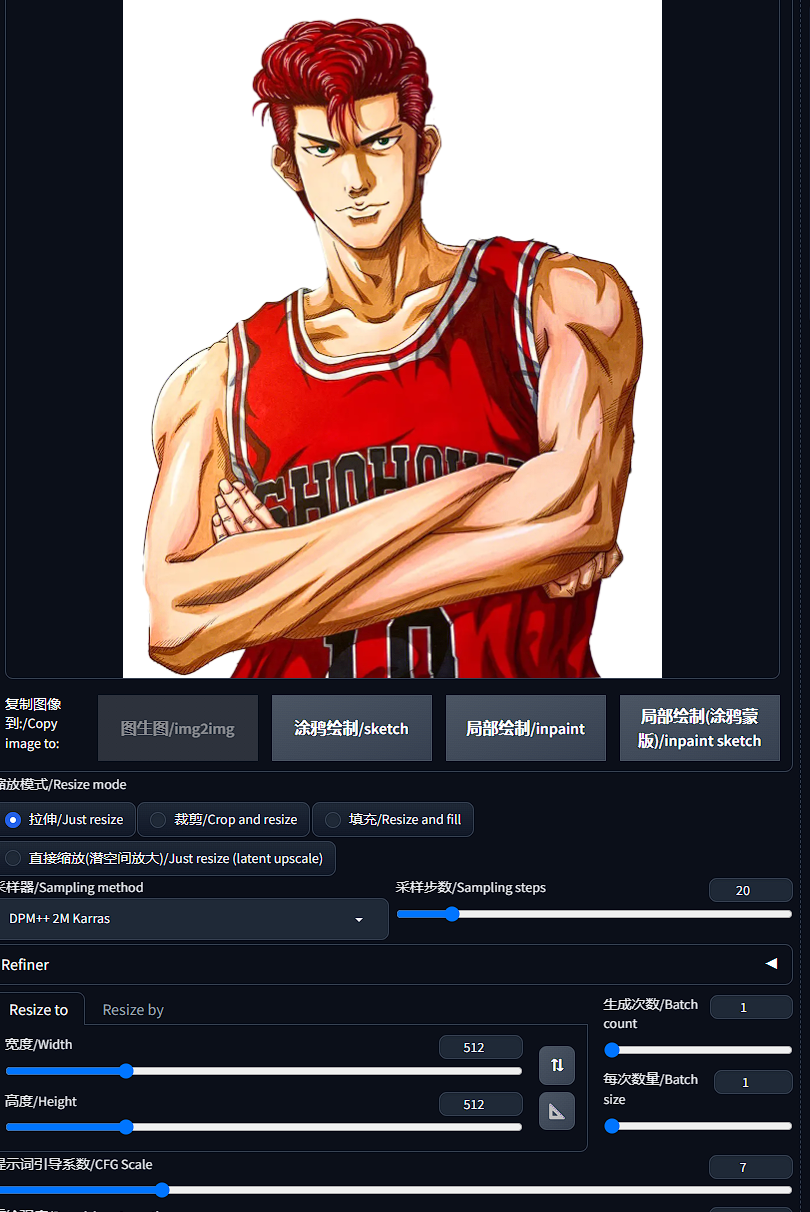 SHOHOKU
10
复制图像
到:/Copy
image to:
图生图/img2img
涂鸦绘制/sketch
局部绘制/inpaint
局部绘制(涂鸦蒙
版)/inpaint sketch
缩放模式/Resize mode
拉伸/Just resize
裁剪/Crop and resize
填充/Resize and fill
直接缩放(潜空间放大)/Just resize (latent upscale)
采样器/Sampling method
采样步数/Sampling steps
20
DPM++ 2M Karras
Refiner
Resize to
Resize by
生成次数/Batch
count
1
宽度/Width
512
高度/Height
512
每次数量/Batch
size
1
提示词引导系数/CFG Scale
7